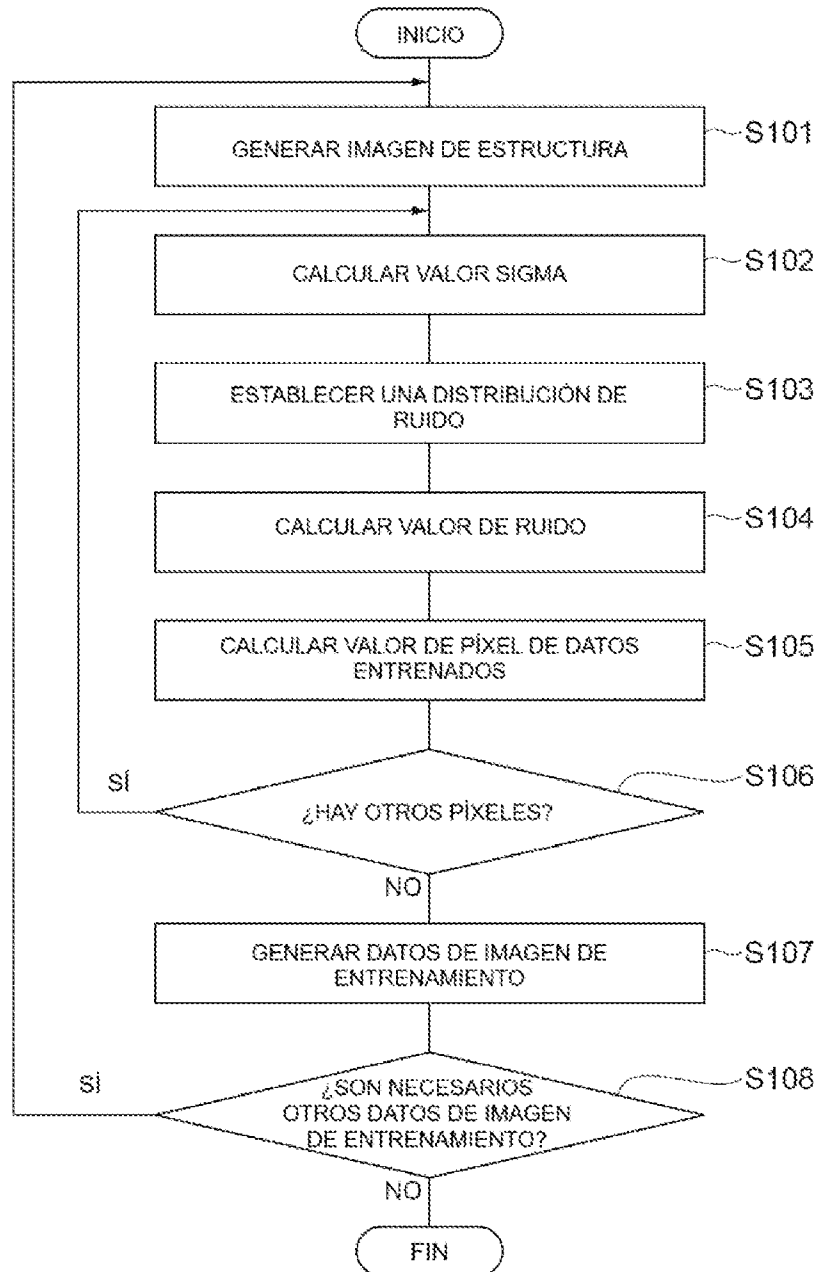 INICIO
GENERAR IMAGEN DE ESTRUCTURA
S101
CALCULAR VALOR SIGMA
S102
ESTABLECER UNA DISTRIBUCIÓN DE
RUIDO
S103
CALCULAR VALOR DE RUIDO
S104
CALCULAR VALOR DE PÍXEL DE DATOS
ENTRENADOS
S105
SÍ
¿HAY OTROS PÍXELES?
S106
NO
GENERAR DATOS DE IMAGEN DE
ENTRENAMIENTO
S107
SÍ
¿SON NECESARIOS
OTROS DATOS DE IMAGEN
DE ENTRENAMIENTO?
S108
NO
FIN